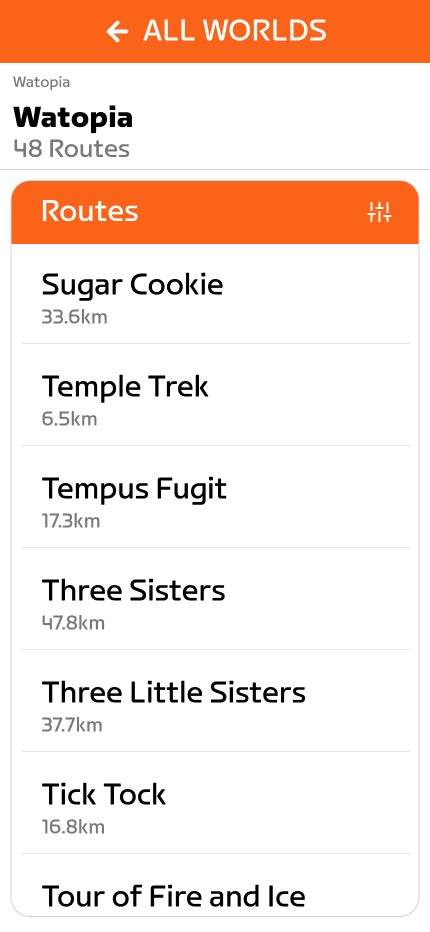 ALL WORLDS
Watopia
Watopia
48 Routes
Routes
Sugar Cookie
33.6km
Temple Trek
6.5km
Tempus Fugit
17.3km
Three Sisters
47.8km
Three Little Sisters
37.7km
Tick Tock
16.8km
Tour of Fire and Ice